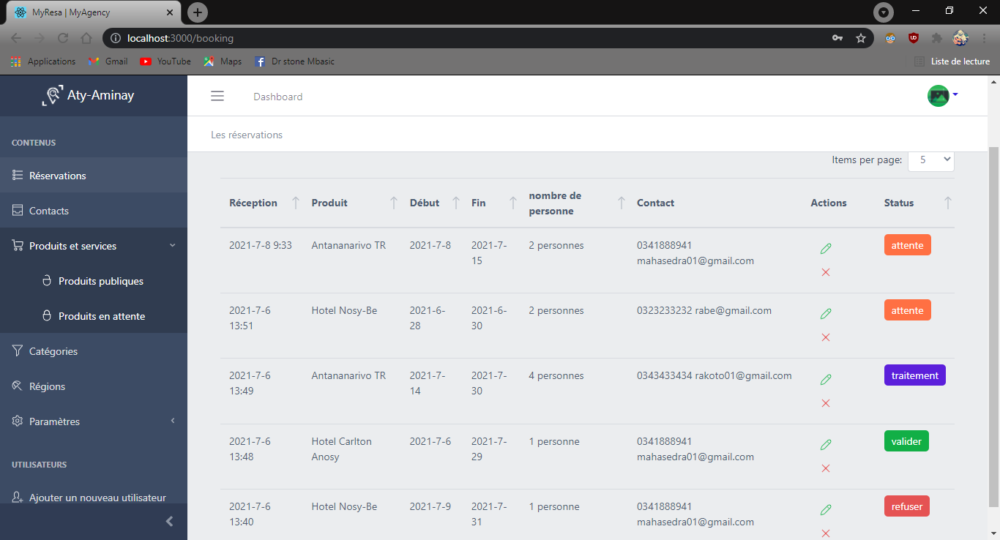 MyResa | MyAgency
localhost:3000/booking
Applications Gmail YouTube Maps Dr stone Mbasic Liste de lecture
Aty-Aminay
Dashboard
Les réservations
CONTENUS
Réservations
Contacts
Produits et services
Produits publiques
Produits en attente
Catégories
Régions
Paramètres
UTILISATEURS
Ajouter un nouveau utilisateur
Items per page: 5
Réception Produit Début Fin nombre de personne Contact Actions Status
2021-7-8 9:33 Antananarivo TR 2021-7-8 2021-7-15 2 personnes 0341888941 mahasedra01@gmail.com attente
2021-7-6 13:51 Hotel Nosy-Be 2021-6-28 2021-6-30 2 personnes 0323233232 rabe@gmail.com attente
2021-7-6 13:49 Antananarivo TR 2021-7-14 2021-7-30 4 personnes 0343433434 rakoto01@gmail.com traitement
2021-7-6 13:48 Hotel Carlton Anosy 2021-7-6 2021-7-29 1 personne 0341888941 mahasedra01@gmail.com valider
2021-7-6 13:40 Hotel Nosy-Be 2021-7-9 2021-7-31 1 personne 0341888941 mahasedra01@gmail.com refuser